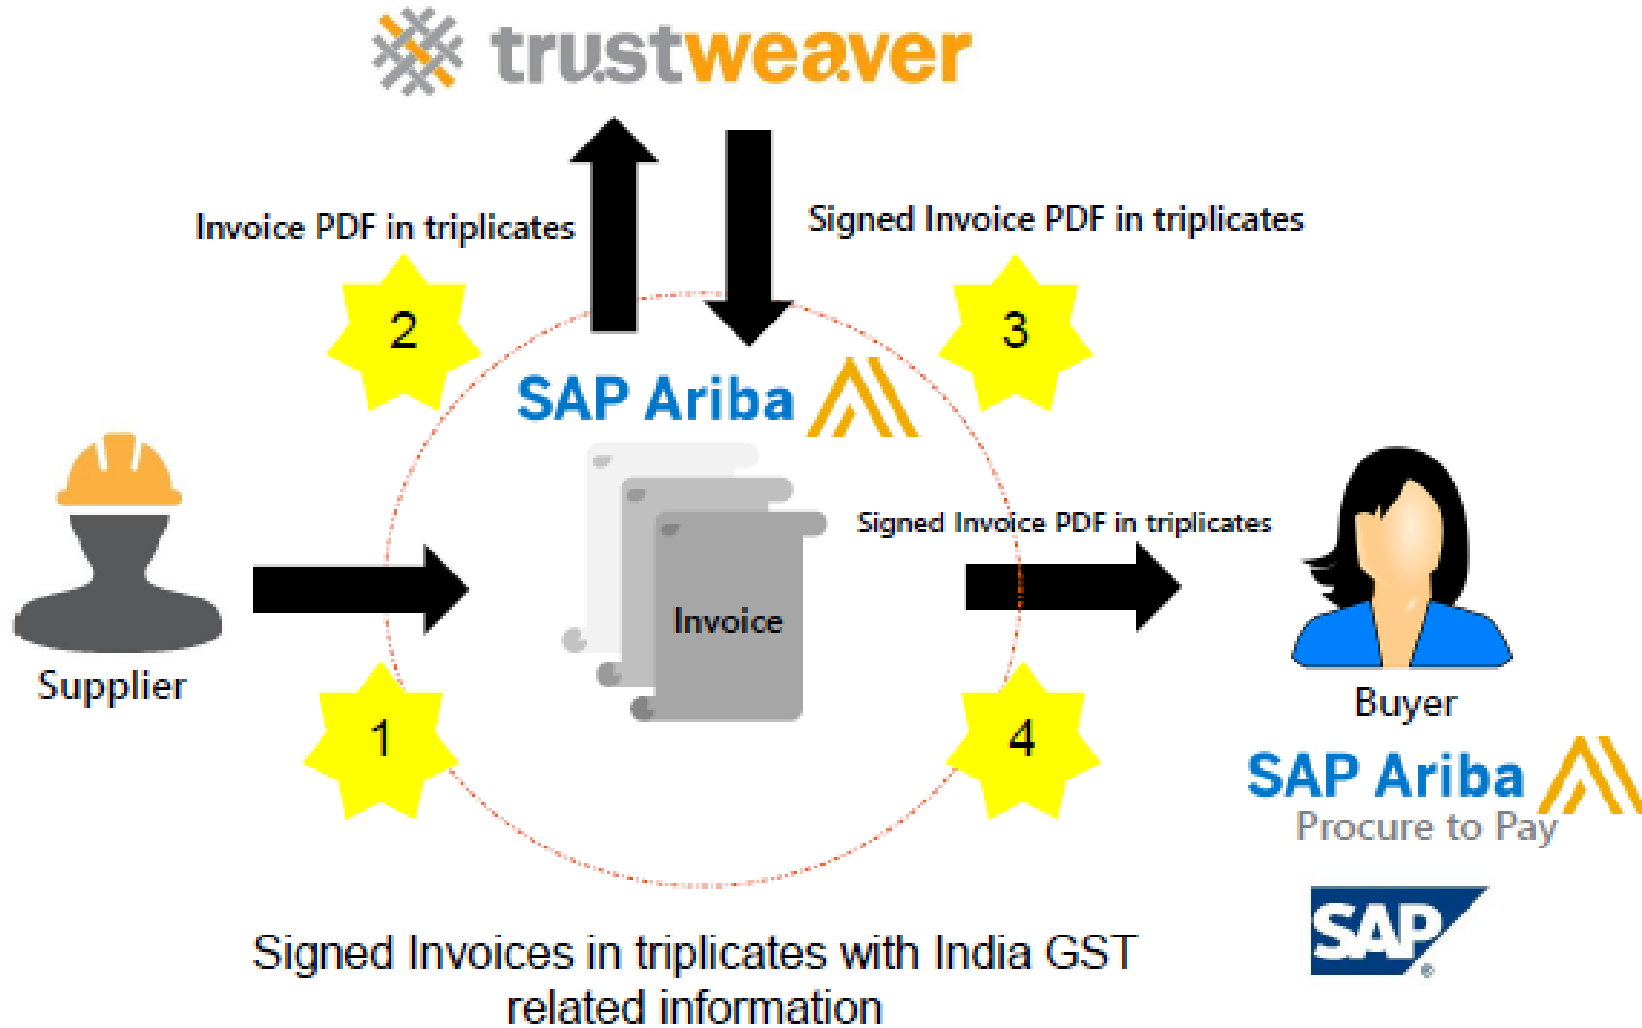 trustweaver
Invoice PDF in triplicates
Signed Invoice PDF in triplicates
2
3
SAP Ariba
Signed Invoice PDF in triplicates
Invoice
Supplier
Buyer
1
4
SAP Ariba
Procure to Pay
SAP®
Signed Invoices in triplicates with India GST
related information